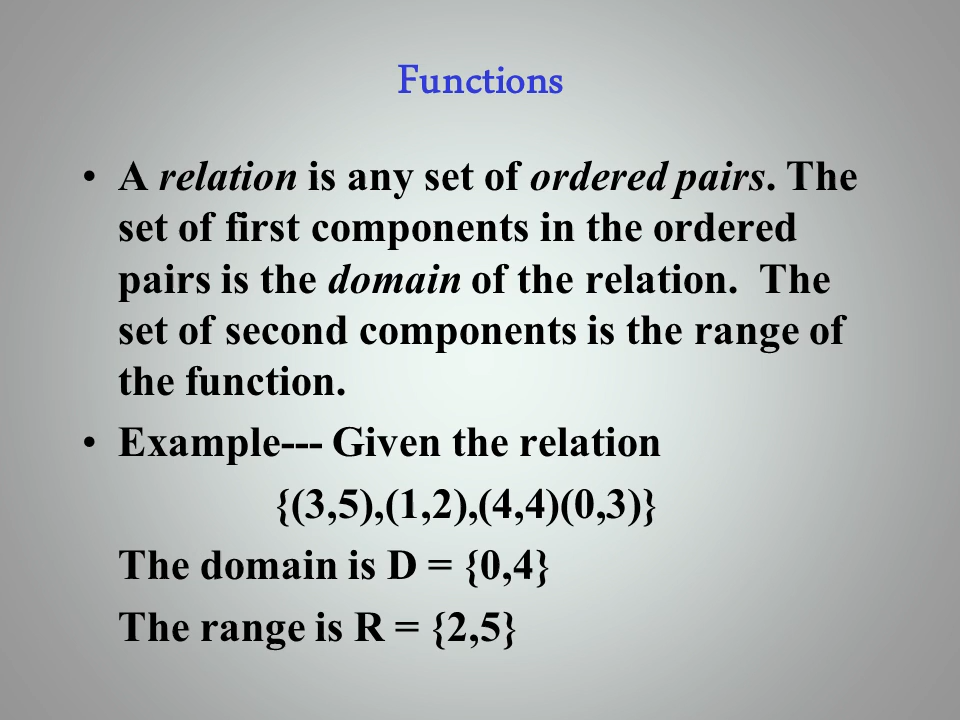 Functions
• A relation is any set of ordered pairs. The
set of first components in the ordered
pairs is the domain of the relation.  The
set of second components is the range of
the function.
• Example--- Given the relation
{(3,5),(1,2),(4,4)(0,3)}
The domain is D = {0,4}
The range is R = {2,5}